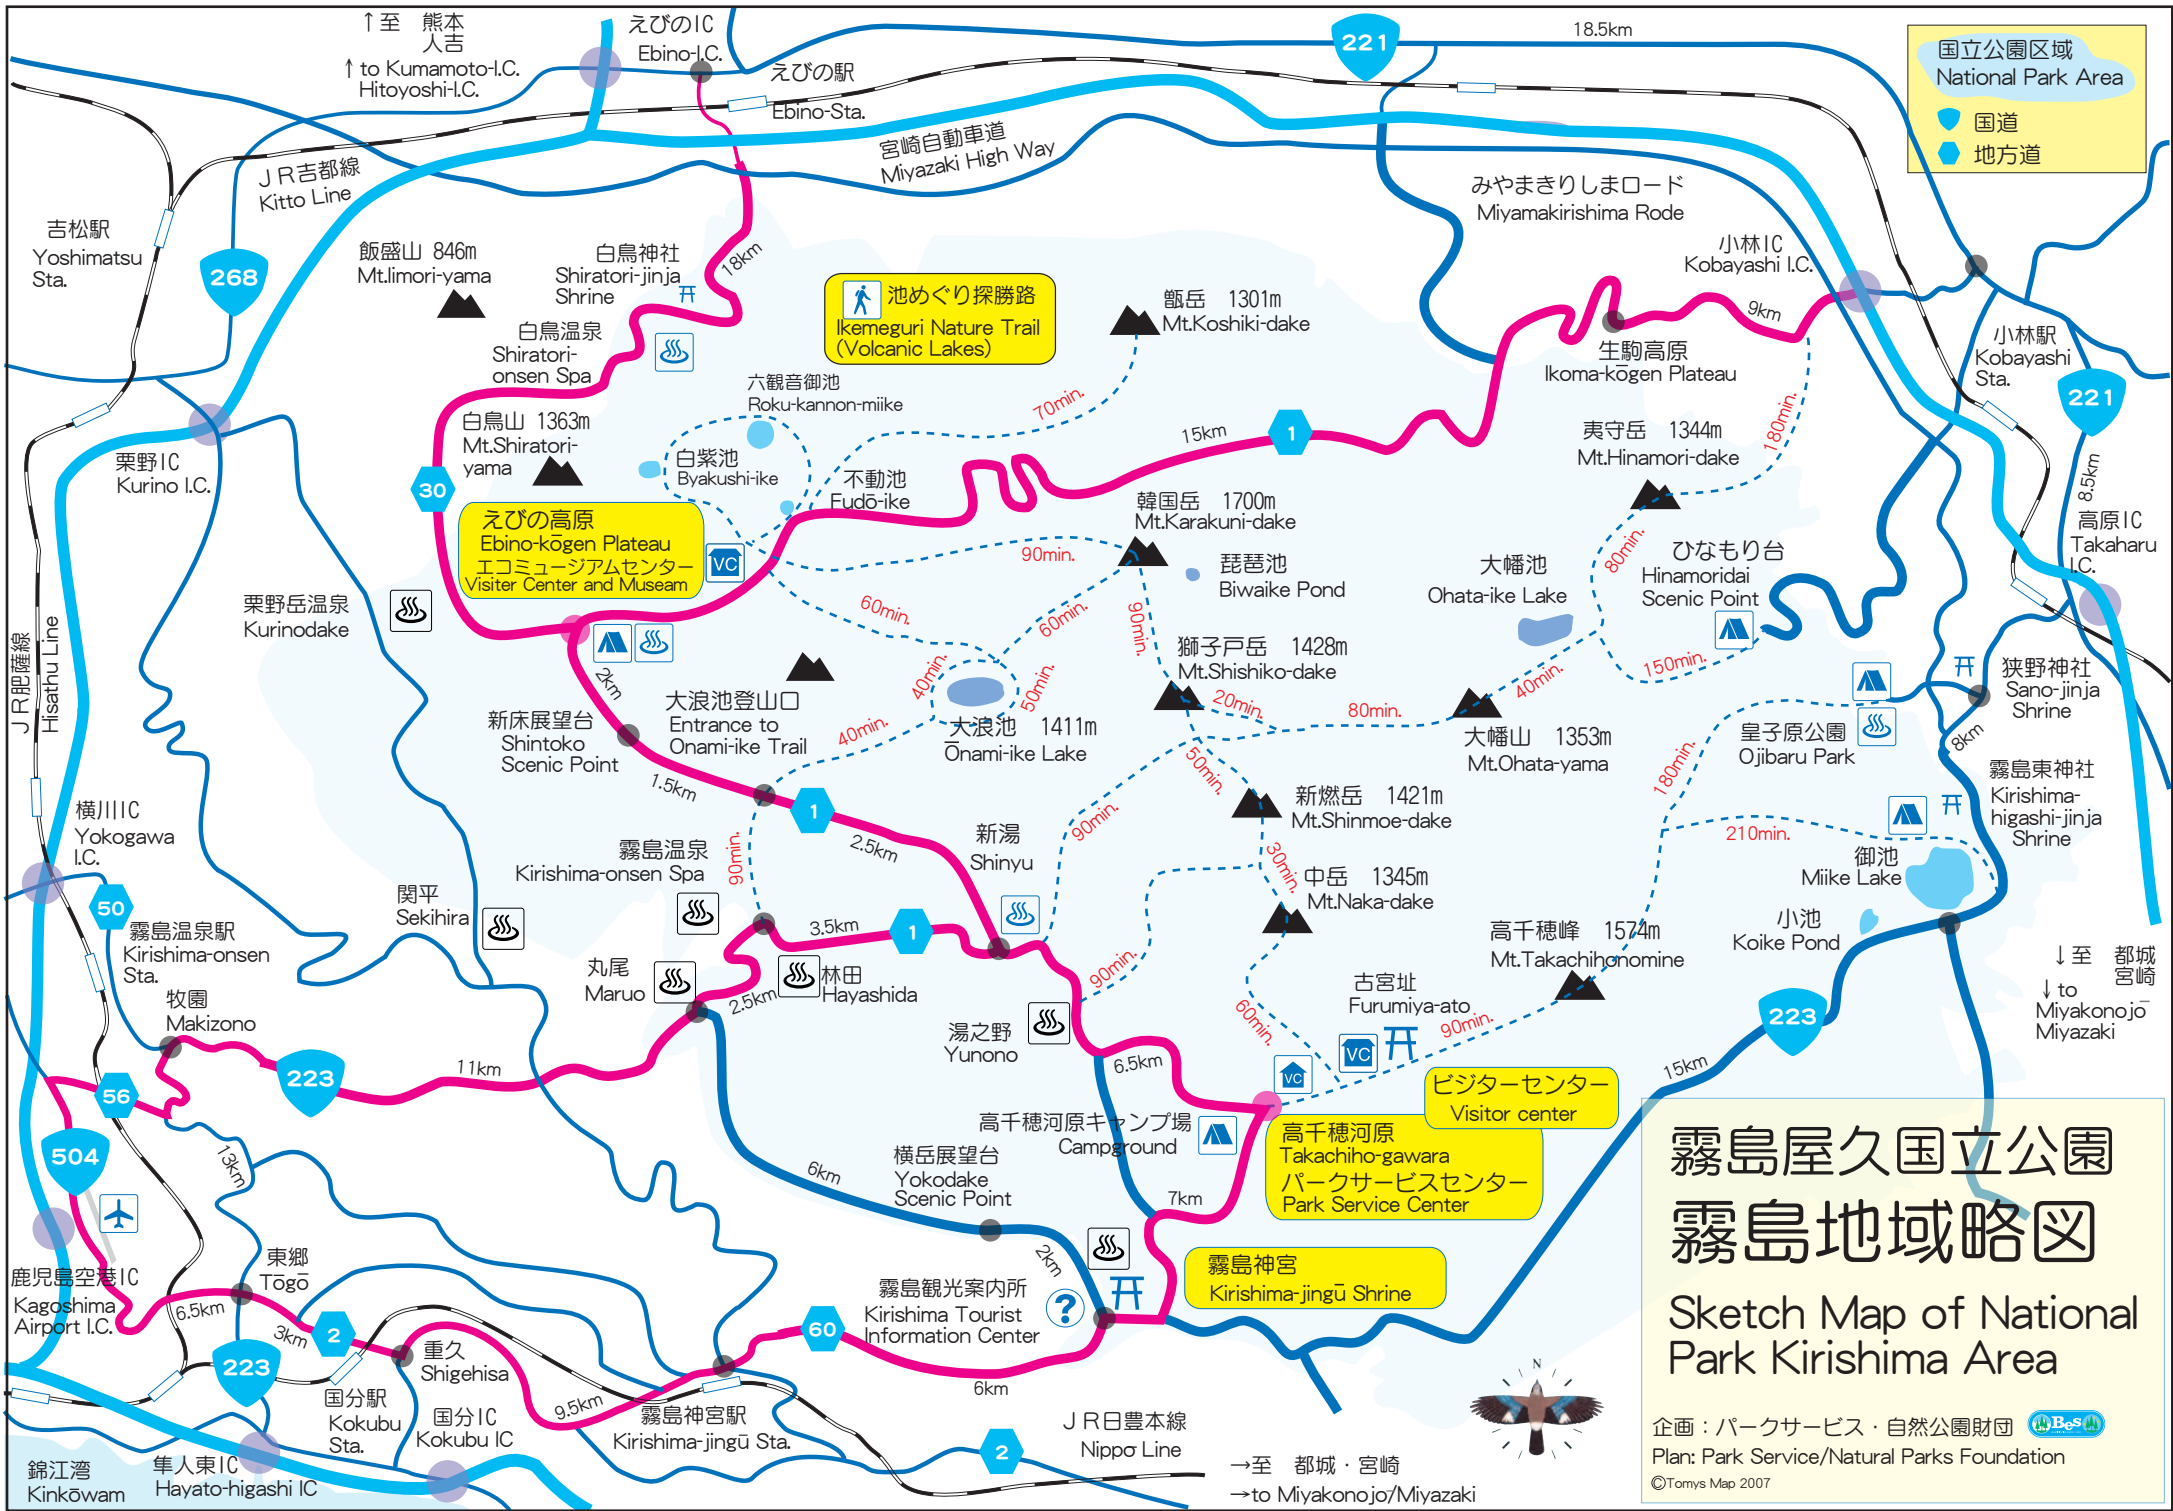 ↑至　熊本
人吉
↑ to Kumamoto-I.C.
Hitoyoshi-I.C.
えびのIC
Ebino-I.C.
えびの駅
Ebino-Sta.
221
18.5km
国立公園区域
National Park Area
国道
地方道
ＪＲ吉都線
Kitto Line
宮崎自動車道
Miyazaki High Way
みやまきりしまロード
Miyamakirishima Rode
小林IC
Kobayashi I.C.
吉松駅
Yoshimatsu
Sta.
268
飯盛山 846m
Mt.Iimori-yama
白鳥神社
Shiratori-jinja
Shrine
18km
白鳥温泉
Shiratori-
onsen Spa
池めぐり探勝路
Ikemeguri Nature Trail
(Volcanic Lakes)
甑岳　1301m
Mt.Koshiki-dake
9km
生駒高原
Ikoma-kōgen Plateau
小林駅
Kobayashi
Sta.
221
8.5km
六観音御池
Roku-kannon-miike
70min.
白鳥山 1363m
Mt.Shiratori-
yama
白紫池
Byakushi-ike
不動池
Fudō-ike
15km
1
夷守岳　1344m
Mt.Hinamori-dake
180min.
栗野IC
Kurino I.C.
30
えびの高原
Ebino-kōgen Plateau
エコミュージアムセンター
Visiter Center and Museam
VC
韓国岳　1700m
Mt.Karakuni-dake
90min.
琵琶池
Biwaike Pond
大幡池
Ohata-ike Lake
80min.
ひなもり台
Hinamoridai
Scenic Point
高原IC
Takaharu
I.C.
栗野岳温泉
Kurinodake
60min.
60min.
90min.
獅子戸岳　1428m
Mt.Shishiko-dake
150min.
狭野神社
Sano-jinja
Shrine
ＪＲ肥薩線
Hisathu Line
2km
40min.
50min.
20min.
80min.
40min.
新床展望台
Shintoko
Scenic Point
大浪池登山口
Entrance to
Onami-ike Trail
40min.
大浪池　1411m
Ōnami-ike Lake
大幡山　1353m
Mt.Ohata-yama
皇子原公園
Ojibaru Park
8km
180min.
1.5km
1
50min.
新燃岳　1421m
Mt.Shinmoe-dake
霧島東神社
Kirishima-
higashi-jinja
Shrine
横川IC
Yokogawa
I.C.
霧島温泉
Kirishima-onsen Spa
90min.
2.5km
新湯
Shinyu
90min.
30min.
210min.
御池
Miike Lake
関平
Sekihira
中岳　1345m
Mt.Naka-dake
50
霧島温泉駅
Kirishima-onsen
Sta.
3.5km
1
高千穂峰　1574m
Mt.Takachihonomine
小池
Koike Pond
↓至　都城
宮崎
↓to
Miyakonojō
Miyazaki
丸尾
Maruo
2.5km
林田
Hayashida
90min.
牧園
Makizono
湯之野
Yunono
60min.
古宮址
Furumiya-ato
VC
90min.
223
11km
223
6.5km
VC
15km
56
ビジターセンター
Visitor center
504
13km
高千穂河原キャンプ場
Campground
高千穂河原
Takachiho-gawara
パークサービスセンター
Park Service Center
6km
横岳展望台
Yokodake
Scenic Point
7km
2km
霧島神宮
Kirishima-jingū Shrine
鹿児島空港IC
Kagoshima
Airport I.C.
東郷
Tōgō
6.5km
3km
2
霧島観光案内所
Kirishima Tourist
Information Center
?
60
223
重久
Shigehisa
国分駅
Kokubu
Sta.
国分IC
Kokubu IC
9.5km
霧島神宮駅
Kirishima-jingū Sta.
6km
ＪＲ日豊本線
Nippō Line
2
錦江湾
Kinkōwam
隼人東IC
Hayato-higashi IC
→至　都城・宮崎
→to Miyakonojō/Miyazaki
N
霧島屋久国立公園
霧島地域略図
Sketch Map of National
Park Kirishima Area
企画：パークサービス・自然公園財団
BeS
Plan: Park Service/Natural Parks Foundation
©Tomys Map 2007